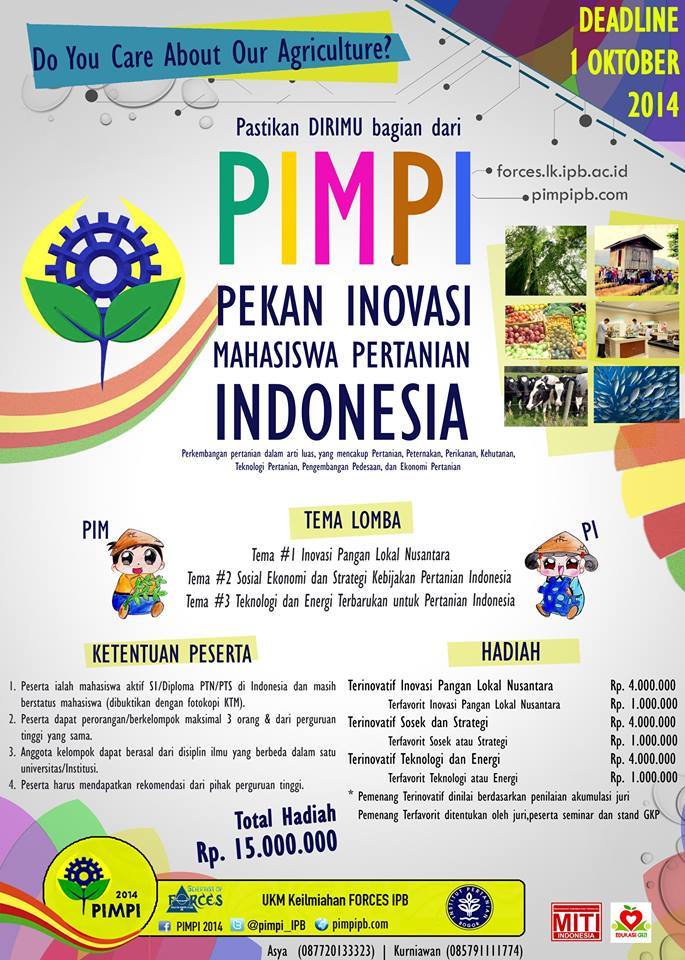 Do You Care About Our Agriculture?
DEADLINE
1 OKTOBER
2014
Pastikan DIRIMU bagian dari
PIMPI
forces.lk.ipb.ac.id
pimpipb.com
PEKAN INOVASI
MAHASISWA PERTANIAN
INDONESIA
Perkembangan pertanian dalam arti luas, yang mencakup Pertanian, Peternakan, Perikanan, Kehutanan,
Teknologi Pertanian, Pengembangan Pedesaan, dan Ekonomi Pertanian
TEMA LOMBA
PIM
PI
Tema #1 Inovasi Pangan Lokal Nusantara
Tema #2 Sosial Ekonomi dan Strategi Kebijakan Pertanian Indonesia
Tema #3 Teknologi dan Energi Terbarukan untuk Pertanian Indonesia
KETENTUAN PESERTA
1. Peserta ialah mahasiswa aktif S1/Diploma PTN/PTS di Indonesia dan masih
berstatus mahasiswa (dibuktikan dengan fotokopi KTM).
2. Peserta dapat perorangan/berkelompok maksimal 3 orang & dari perguruan
tinggi yang sama.
3. Anggota kelompok dapat berasal dari disiplin ilmu yang berbeda dalam satu
universitas/Institusi.
4. Peserta harus mendapatkan rekomendasi dari pihak perguruan tinggi.
Total Hadiah
Rp. 15.000.000
HADIAH
Terinovatif Inovasi Pangan Lokal Nusantara Rp. 4.000.000
Terfavorit Inovasi Pangan Lokal Nusantara Rp. 1.000.000
Terinovatif Sosek dan Strategi Rp. 4.000.000
Terfavorit Sosek atau Strategi Rp. 1.000.000
Terinovatif Teknologi dan Energi Rp. 4.000.000
Terfavorit Teknologi atau Energi Rp. 1.000.000
* Pemenang Terinovatif dinilai berdasarkan penilaian akumulasi juri
Pemenang Terfavorit ditentukan oleh juri,peserta seminar dan stand GKP
2014
PIMPI
FORCES
UKM Keilmiahan FORCES IPB
PIMPI 2014 @pimpi_IPB pimpipb.com
INSTITUT PERTANIAN
BOGOR
MITI
INDONESIA
EDUKASI GIZI
Asya (087720133323) | Kurniawan (085791111774)